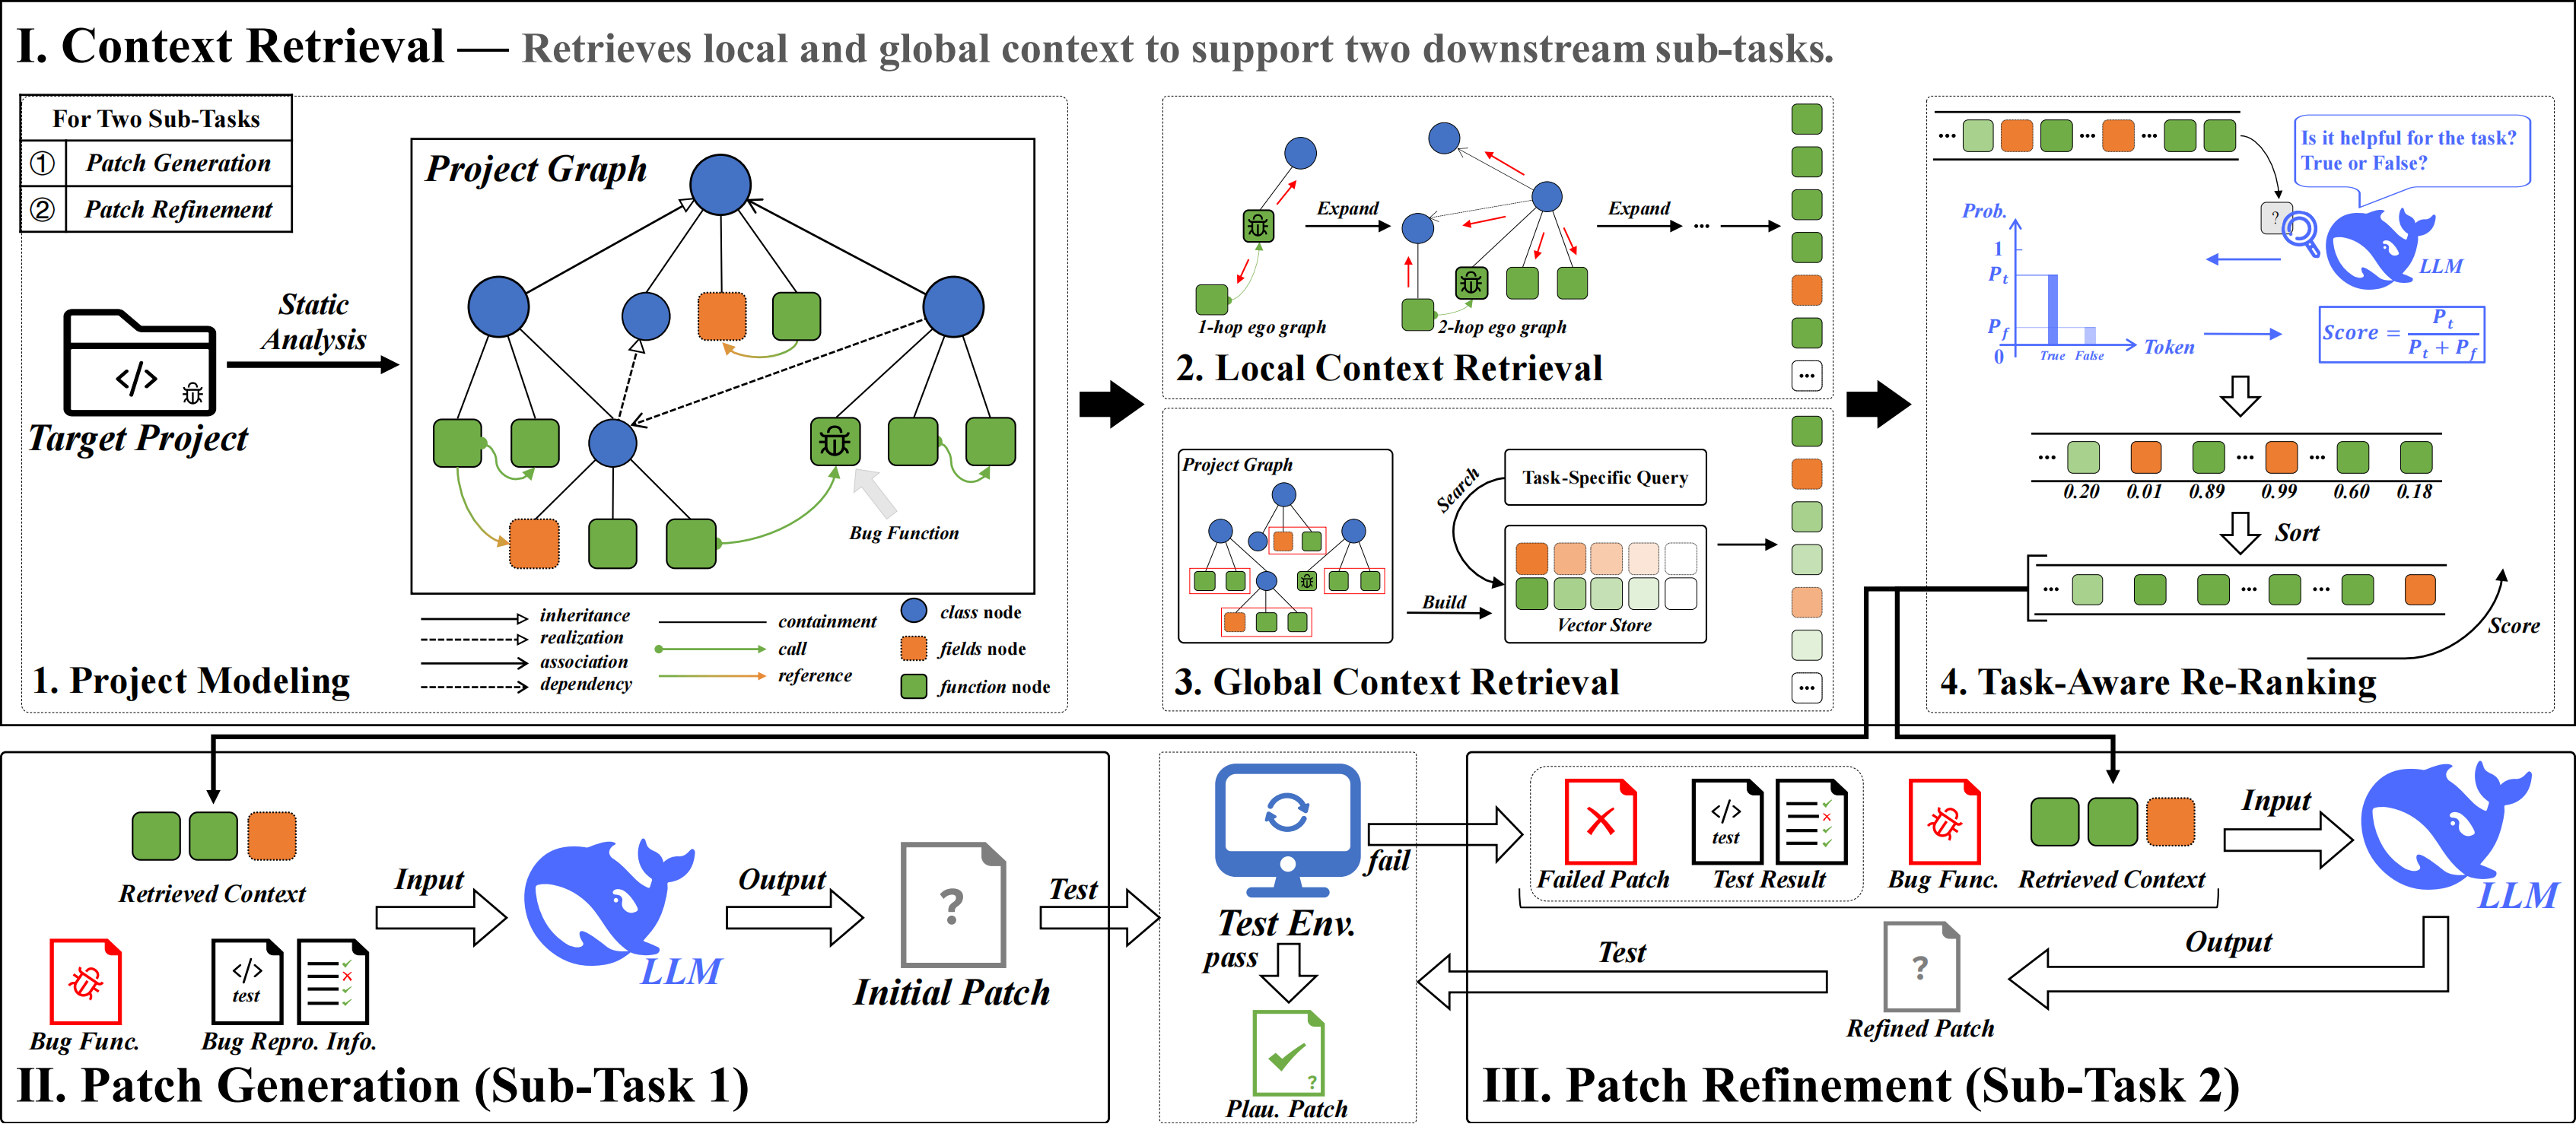 I. Context Retrieval — Retrieves local and global context to support two downstream sub-tasks.
For Two Sub-Tasks
① Patch Generation
② Patch Refinement
Project Graph
Static
Analysis
</>
Target Project
Bug Function
inheritance
realization
association
dependency
containment
call
reference
class node
fields node
function node
1. Project Modeling
Expand
Expand
...
1-hop ego graph
2-hop ego graph
...
2. Local Context Retrieval
Project Graph
Search
Task-Specific Query
Build
Vector Store
...
3. Global Context Retrieval
... ... ...
Is it helpful for the task?
True or False?
?
LLM
Prob.
1
Pt
Pf
0
True False
Token
Score = Pt / (Pt + Pf)
... ... ...
0.20 0.01 0.89 0.99 0.60 0.18
Sort
... ... ...
Score
4. Task-Aware Re-Ranking
Retrieved Context
Bug Func.
</>
test
Bug Repro. Info.
Input
LLM
Output
?
Initial Patch
Test
II. Patch Generation (Sub-Task 1)
Test Env.
fail
pass
?
Plau. Patch
Failed Patch
</>
test
Test Result
Bug Func.
Retrieved Context
Input
LLM
Output
?
Refined Patch
Test
III. Patch Refinement (Sub-Task 2)